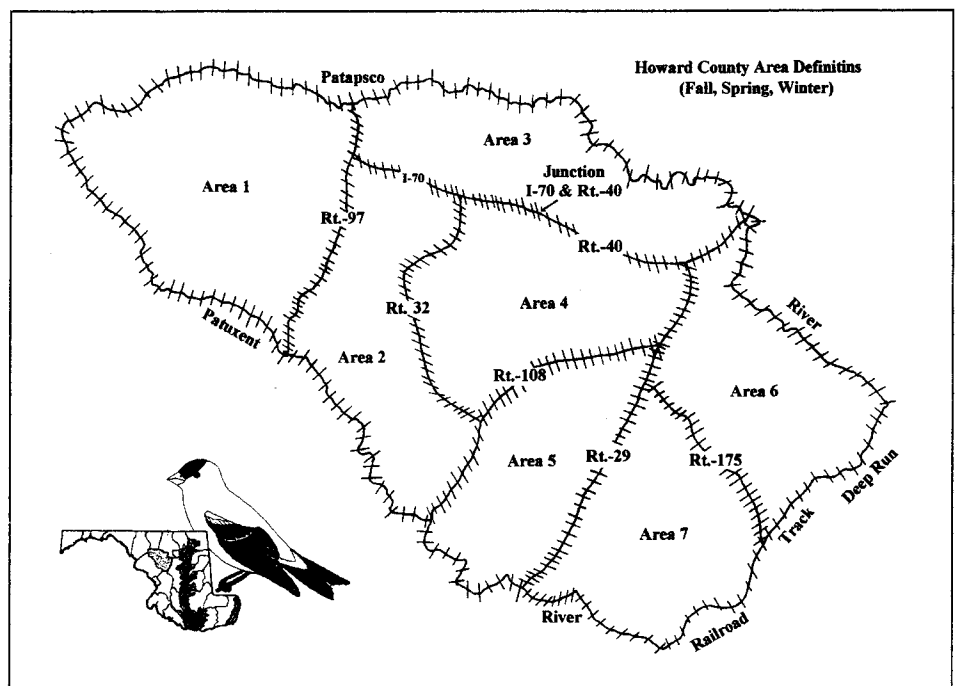 Howard County Area Definitins
(Fall, Spring, Winter)
Patapsco
Area 3
Junction
I-70 & Rt.-40
I-70
Area 1
Rt.-97
Rt.-40
Area 4
Rt. 32
River
Patuxent
Area 2
Rt.-108
Area 6
Area 5
Rt.-29
Rt.-175
Deep Run
Track
Area 7
River
Railroad